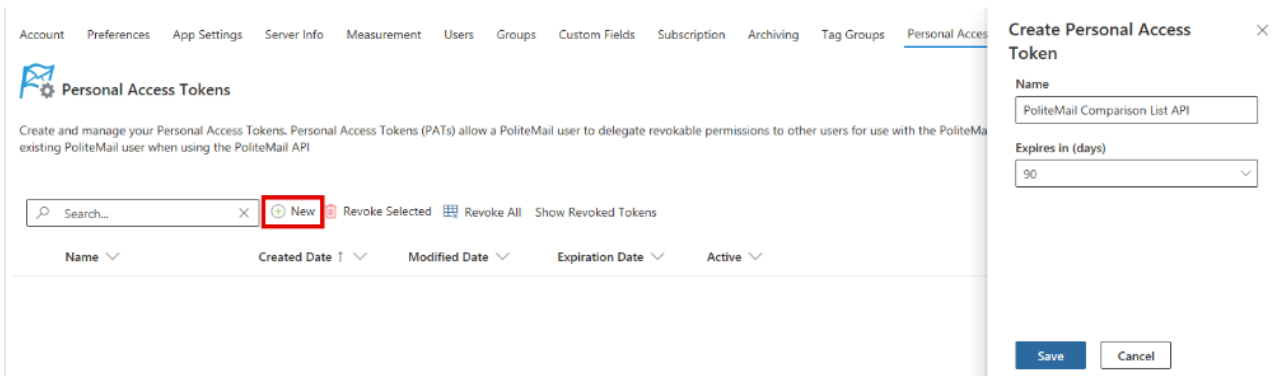 Account Preferences App Settings Server Info Measurement Users Groups Custom Fields Subscription Archiving Tag Groups Personal Acces
Personal Access Tokens
Create and manage your Personal Access Tokens. Personal Access Tokens (PATs) allow a PoliteMail user to delegate revokable permissions to other users for use with the PoliteMa
existing PoliteMail user when using the PoliteMail API
Search... New Revoke Selected Revoke All Show Revoked Tokens
Name Created Date ↑ Modified Date Expiration Date Active
Create Personal Access
Token
Name
PoliteMail Comparison List API
Expires in (days)
90
Save Cancel